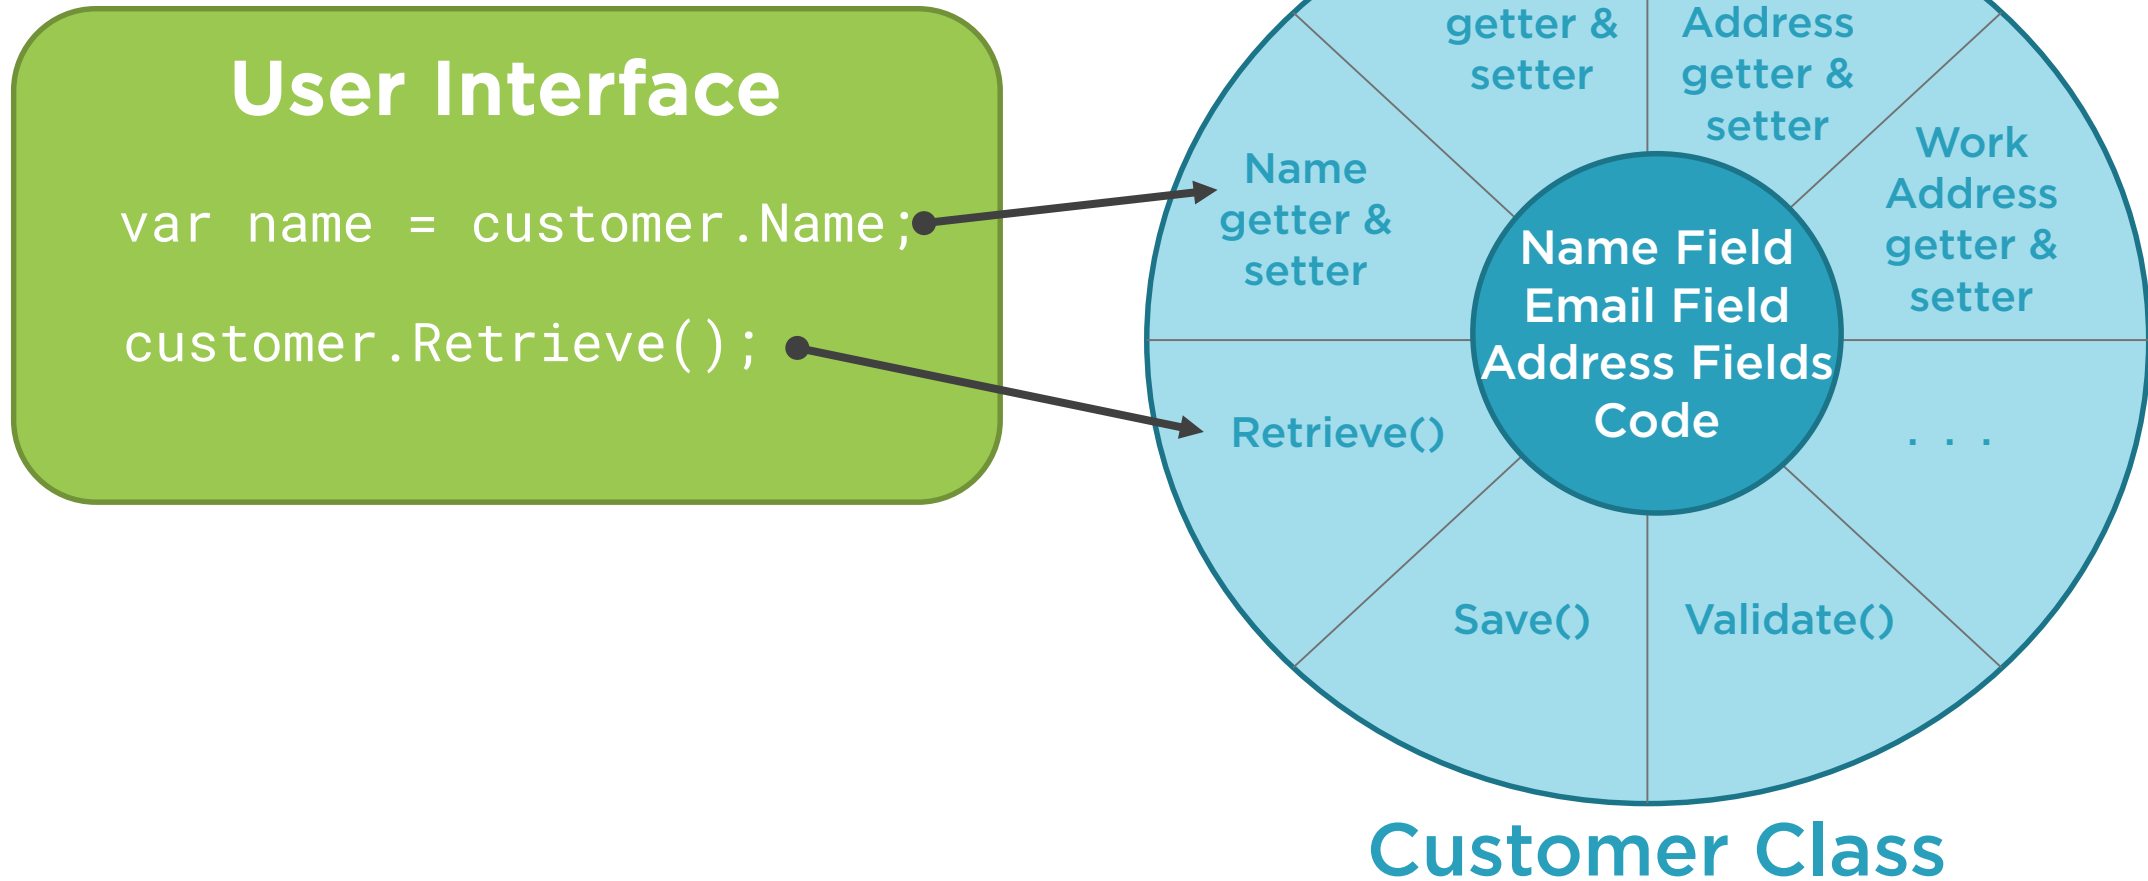 User Interface
var name = customer.Name;
customer.Retrieve();
getter &
setter
Address
getter &
setter
Name
getter &
setter
Work
Address
getter &
setter
Name Field
Email Field
Address Fields
Code
Retrieve()
. . .
Save()
Validate()
Customer Class